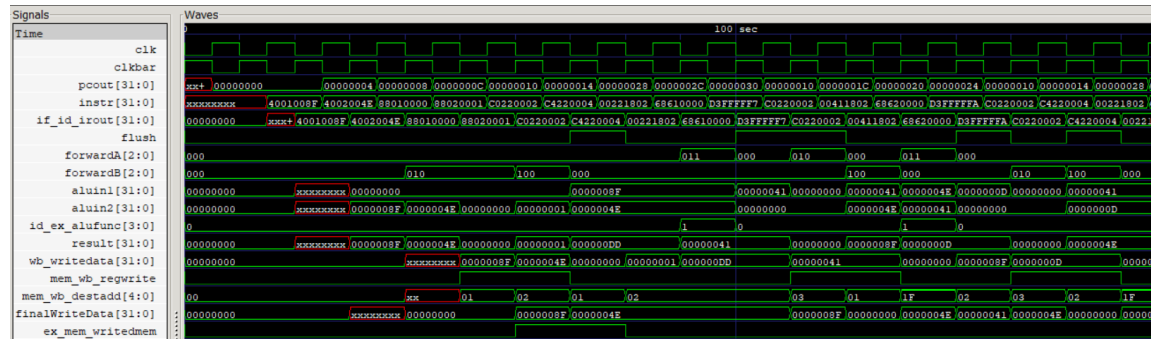 Signals Waves
Time 100 sec
clk
clkbar
pcout[31:0] xx+ 00000000 00000004 00000008 0000000C 00000010 00000014 00000028 0000002C 00000030 00000010 0000001C 00000020 00000024 00000010 00000014 00000028
instr[31:0] xxxxxxxx 4001008F 4002004E 88010000 88020001 C0220002 C4220004 00221802 68610000 D3FFFFF7 C0220002 00411802 68620000 D3FFFFFA C0220002 C4220004 00221802
if_id_irout[31:0] 00000000 xxx+ 4001008F 4002004E 88010000 88020001 C0220002 C4220004 00221802 68610000 D3FFFFF7 C0220002 00411802 68620000 D3FFFFFA C0220002 C4220004 00221
flush
forwardA[2:0] 000 011 000 010 000 011 000
forwardB[2:0] 000 010 100 000 100 000 010 100 000
aluin1[31:0] 00000000 xxxxxxxx 00000000 0000008F 00000041 00000000 00000041 0000004E 0000000D 00000000 00000041
aluin2[31:0] 00000000 xxxxxxxx 0000008F 0000004E 00000000 00000001 0000004E 00000000 0000004E 00000041 00000000 0000000D
id_ex_alufunc[3:0] 0 1 0 1 0
result[31:0] 00000000 xxxxxxxx 0000008F 0000004E 00000000 00000001 000000DD 00000041 00000000 0000008F 0000000D 00000000 0000004E
wb_writedata[31:0] 00000000 xxxxxxxx 0000008F 0000004E 00000000 00000001 000000DD 00000041 00000000 0000008F 0000000D 00000
mem_wb_regwrite
mem_wb_destadd[4:0] 00 xx 01 02 01 02 03 01 1F 02 03 02 1F
finalWriteData[31:0] 00000000 xxxxxxxx 00000000 0000008F 0000004E 0000008F 00000000 0000004E 00000041 0000004E 00000000 00000
ex_mem_writedmem